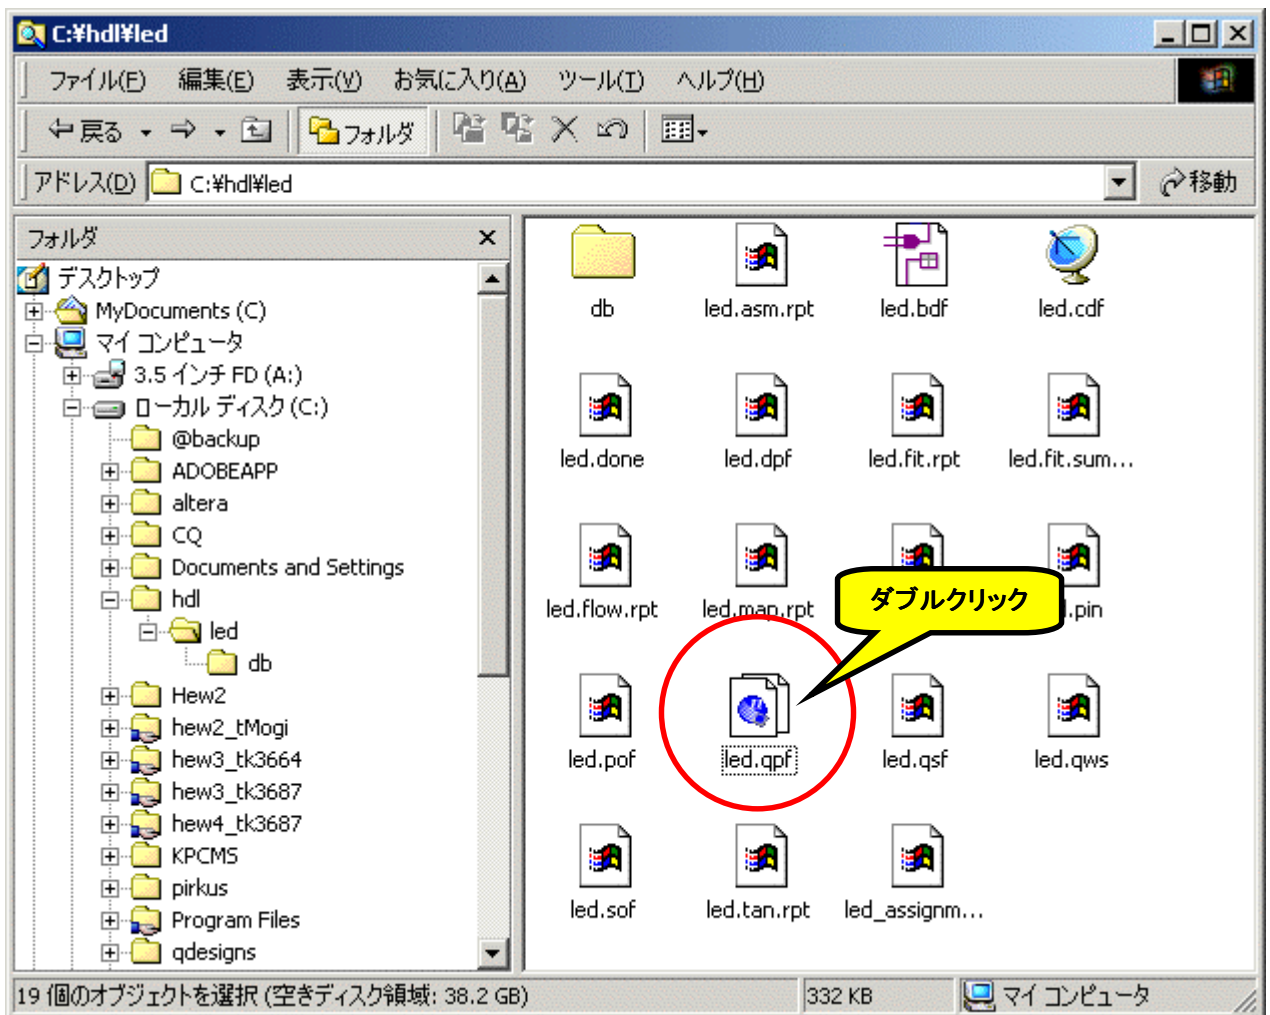 C:¥hdl¥led
ファイル(F) 編集(E) 表示(V) お気に入り(A) ツール(T) ヘルプ(H)
戻る フォルダ
アドレス(D) C:¥hdl¥led 移動
フォルダ
デスクトップ
MyDocuments (C)
マイ コンピュータ
3.5 インチ FD (A:)
ローカル ディスク (C:)
@backup
ADOBEAPP
altera
CQ
Documents and Settings
hdl
led
db
Hew2
hew2_tMogi
hew3_tk3664
hew3_tk3687
hew4_tk3687
KPCMS
pirkus
Program Files
qdesigns
db led.asm.rpt led.bdf led.cdf
led.done led.dpf led.fit.rpt led.fit.sum...
ダブルクリック
led.flow.rpt led.map.rpt .pin
led.pof led.qpf led.qsf led.qws
led.sof led.tan.rpt led_assignm...
19 個のオブジェクトを選択 (空きディスク領域: 38.2 GB) 332 KB マイ コンピュータ